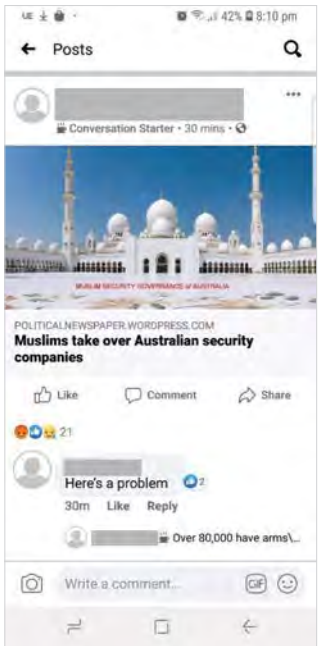 42% 8:10 pm
Posts
Conversation Starter • 30 mins •
MUSLIM SECURITY GOVERNANCE of AUSTRALIA
POLITICALNEWSPAPER.WORDPRESS.COM
Muslims take over Australian security
companies
Like Comment Share
21
Here's a problem 2
30m Like Reply
Over 80,000 have arms\...
Write a comment... GIF